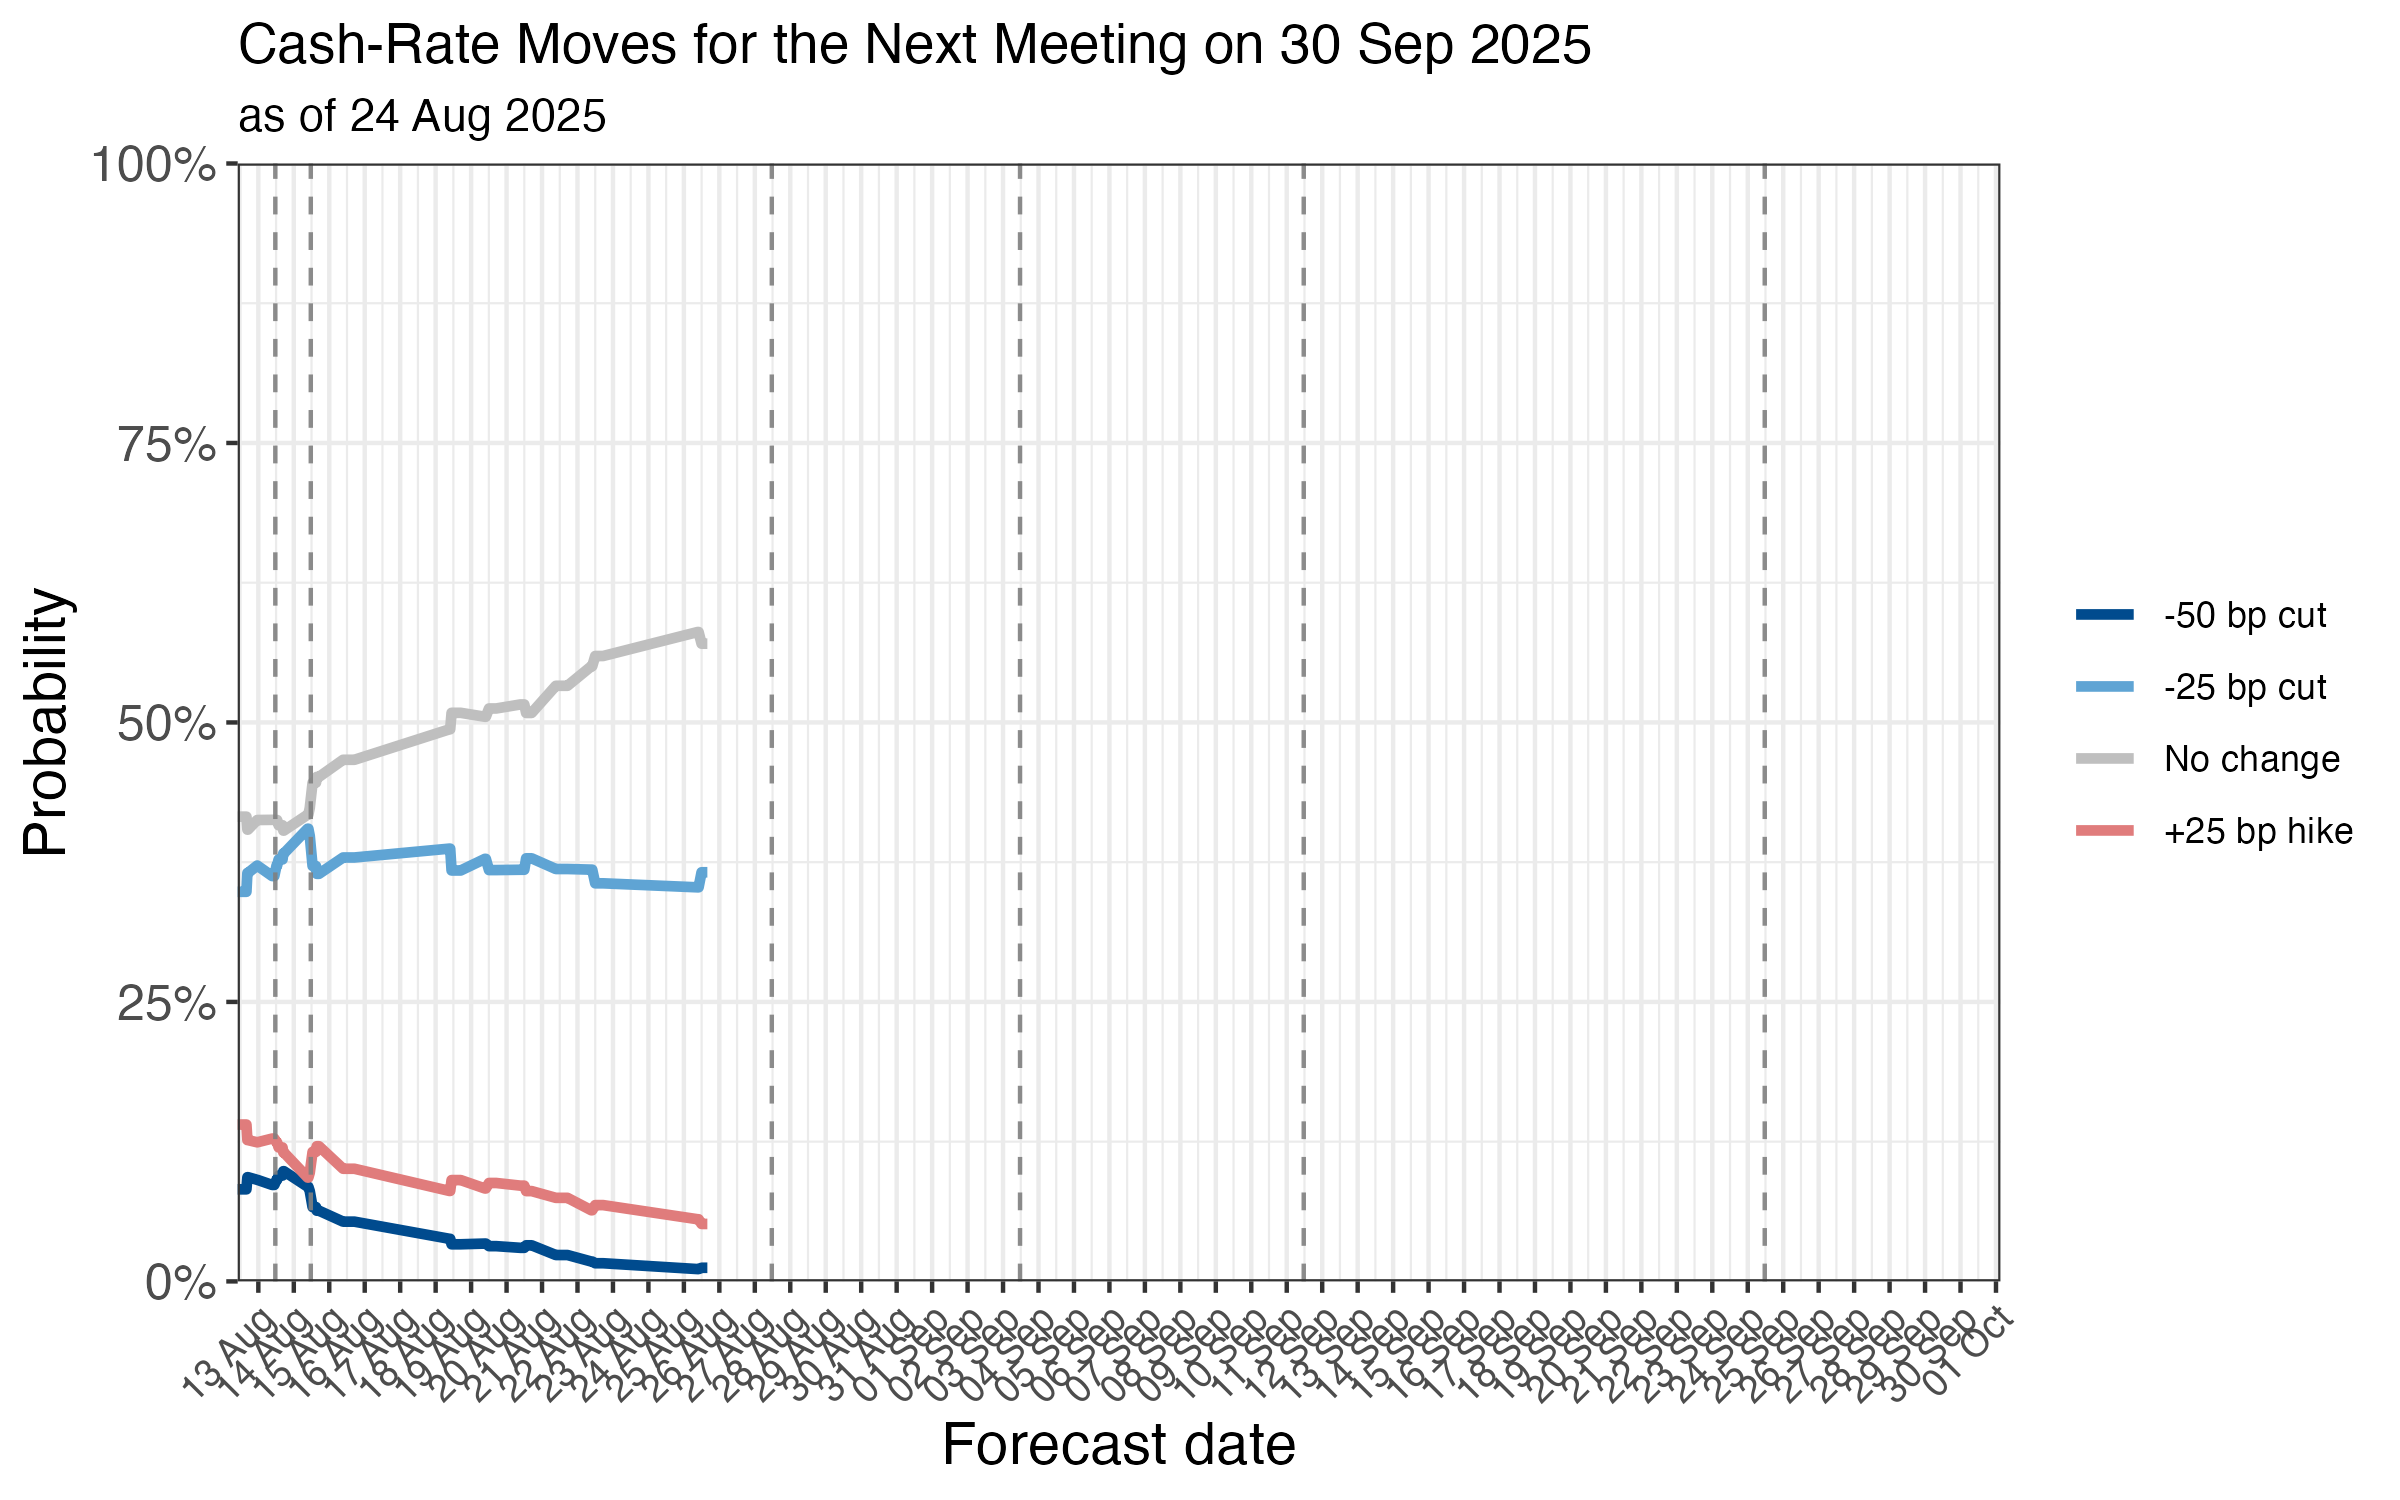 Cash-Rate Moves for the Next Meeting on 30 Sep 2025
as of 24 Aug 2025
100%
75%
50%
25%
0%
Probability
13 Aug
14 Aug
15 Aug
16 Aug
17 Aug
18 Aug
19 Aug
20 Aug
21 Aug
22 Aug
23 Aug
24 Aug
25 Aug
26 Aug
27 Aug
28 Aug
29 Aug
30 Aug
31 Aug
01 Sep
02 Sep
03 Sep
04 Sep
05 Sep
06 Sep
07 Sep
08 Sep
09 Sep
10 Sep
11 Sep
12 Sep
13 Sep
14 Sep
15 Sep
16 Sep
17 Sep
18 Sep
19 Sep
20 Sep
21 Sep
22 Sep
23 Sep
24 Sep
25 Sep
26 Sep
27 Sep
28 Sep
29 Sep
30 Sep
01 Oct
Forecast date
-50 bp cut
-25 bp cut
No change
+25 bp hike